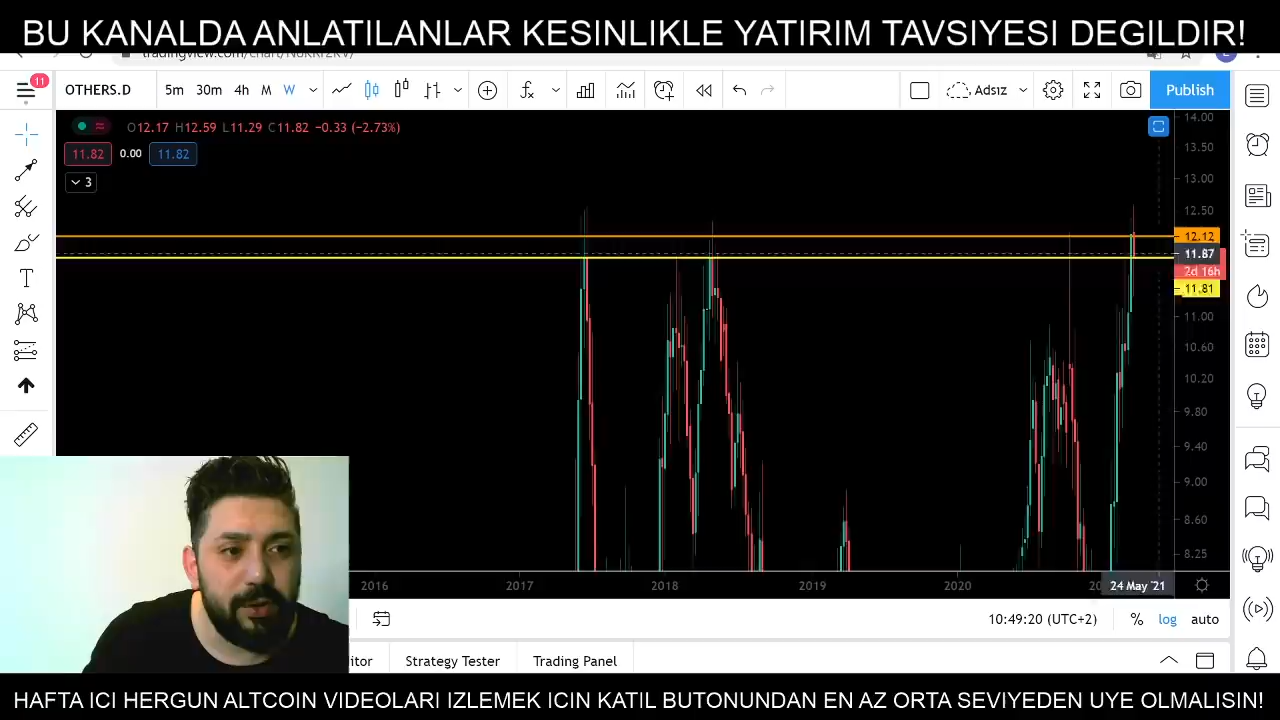 BU KANALDA ANLATILANLAR KESINLIKLE YATIRIM TAVSIYESI DEGILDIR!
11
OTHERS.D 5m 30m 4h M W Adsız Publish
O12.17 H12.59 L11.29 C11.82 −0.33 (−2.73%)
11.82 0.00 11.82
3
14.00
13.50
13.00
12.50
12.12
11.87
2d 16h
11.81
11.00
10.60
10.20
9.80
9.40
9.00
8.60
8.25
2016 2017 2018 2019 2020 24 May '21
10:49:20 (UTC+2) % log auto
Strategy Tester Trading Panel
HAFTA ICI HERGUN ALTCOIN VIDEOLARI IZLEMEK ICIN KATIL BUTONUNDAN EN AZ ORTA SEVIYEDEN UYE OLMALISIN!